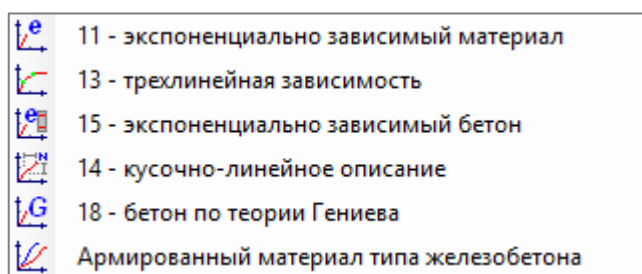 11 - экспоненциально зависимый материал
13 - трехлинейная зависимость
15 - экспоненциально зависимый бетон
14 - кусочно-линейное описание
18 - бетон по теории Гениева
Армированный материал типа железобетона